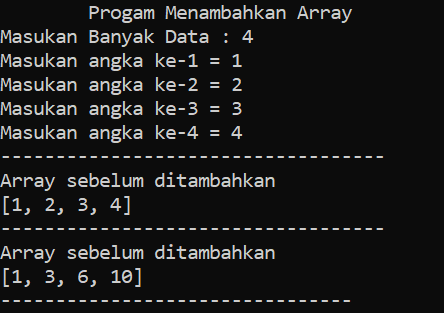 Progam Menambahkan Array
Masukan Banyak Data : 4
Masukan angka ke-1 = 1
Masukan angka ke-2 = 2
Masukan angka ke-3 = 3
Masukan angka ke-4 = 4
-----------------------------------
Array sebelum ditambahkan
[1, 2, 3, 4]
-----------------------------------
Array sebelum ditambahkan
[1, 3, 6, 10]
--------------------------------